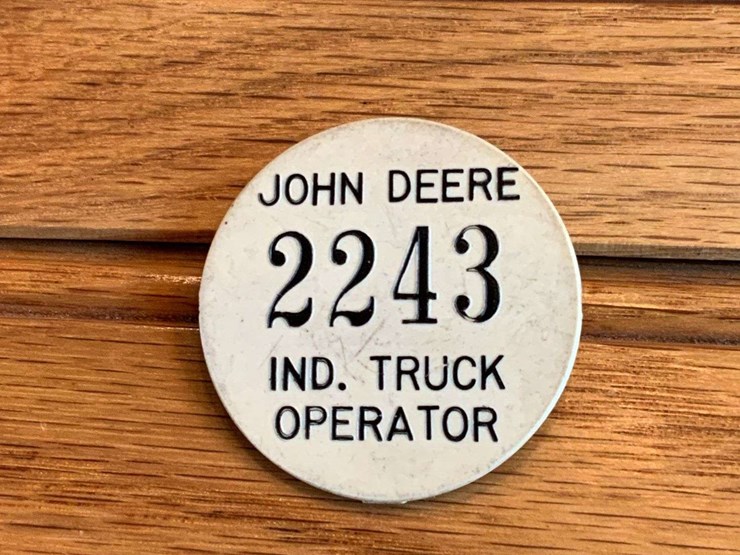 JOHN DEERE
2243
IND. TRUCK
OPERATOR